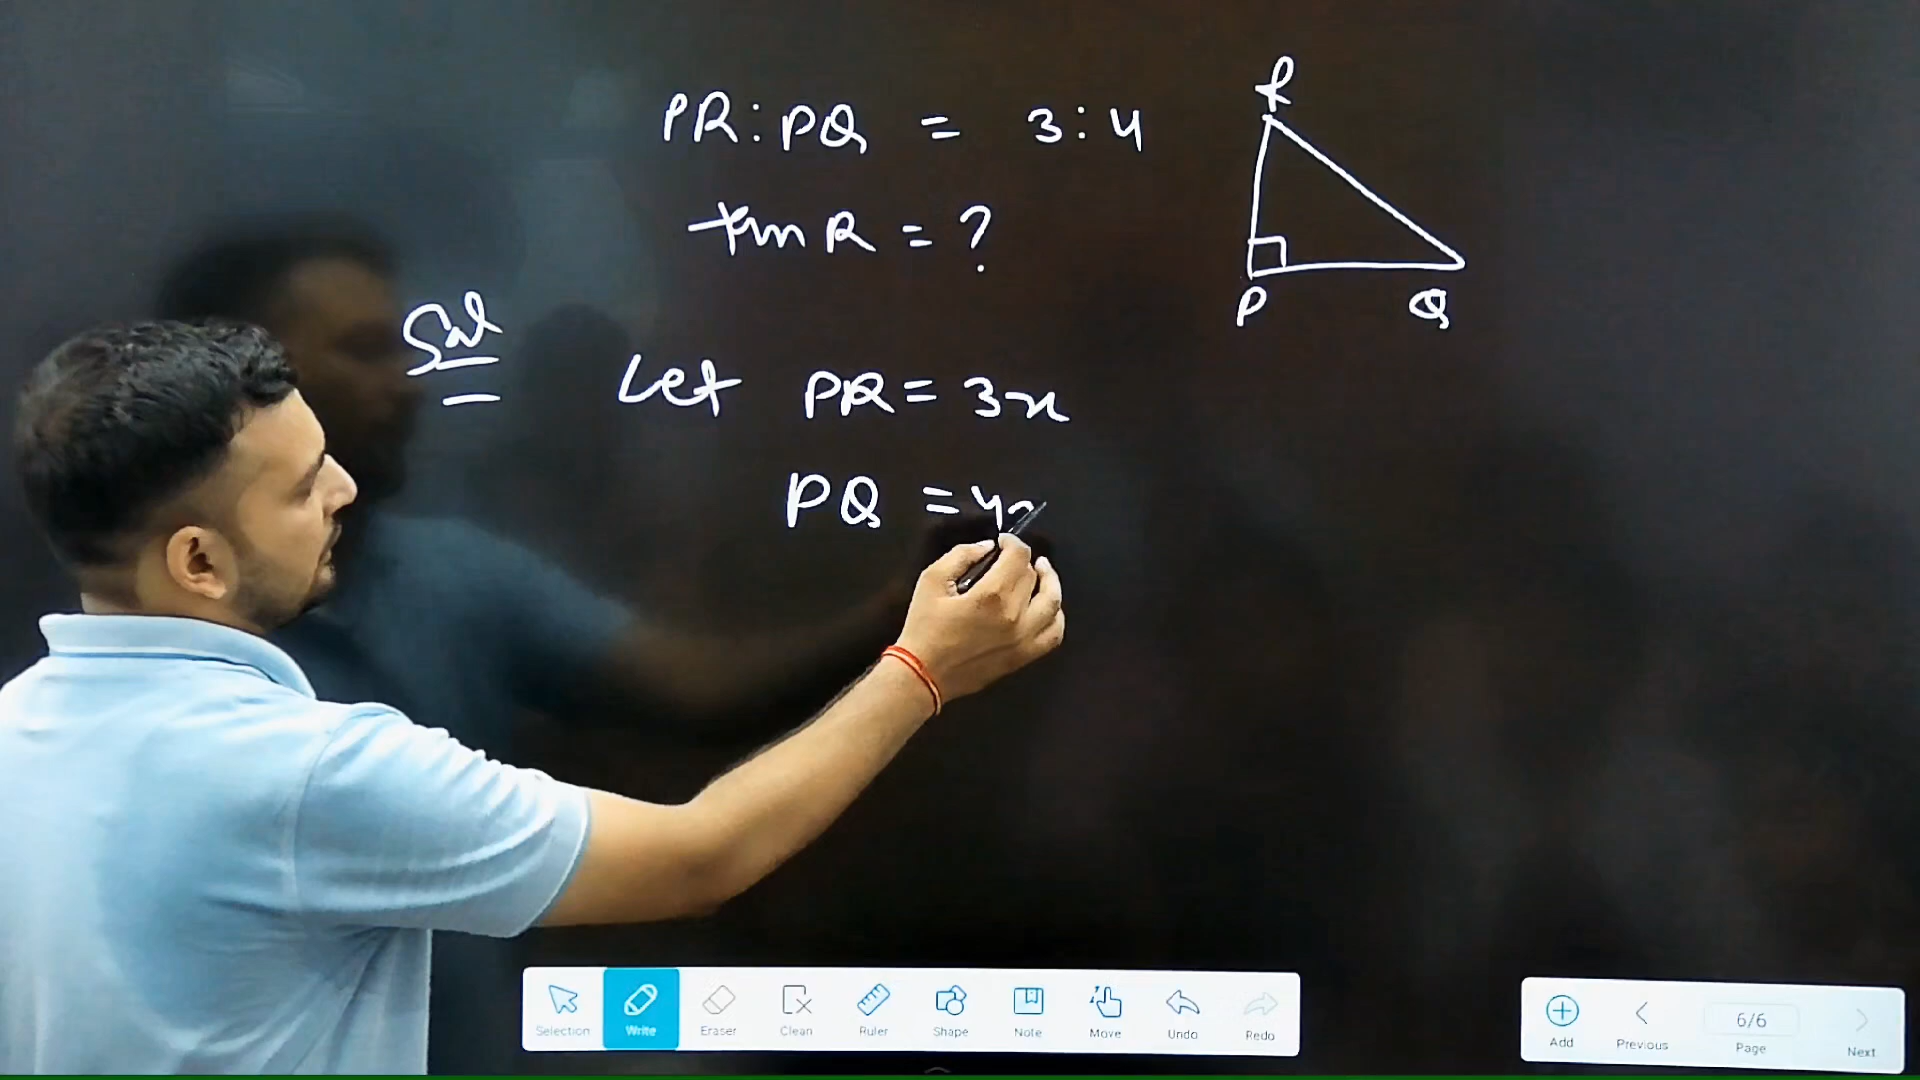 PR : PQ = 3 : 4
tan R = ?
R
P Q
Sol
Let PR = 3x
PQ = 4x
Selection Write Eraser Clean Ruler Shape Note Move Undo Redo
Add Previous 6/6 Page Next